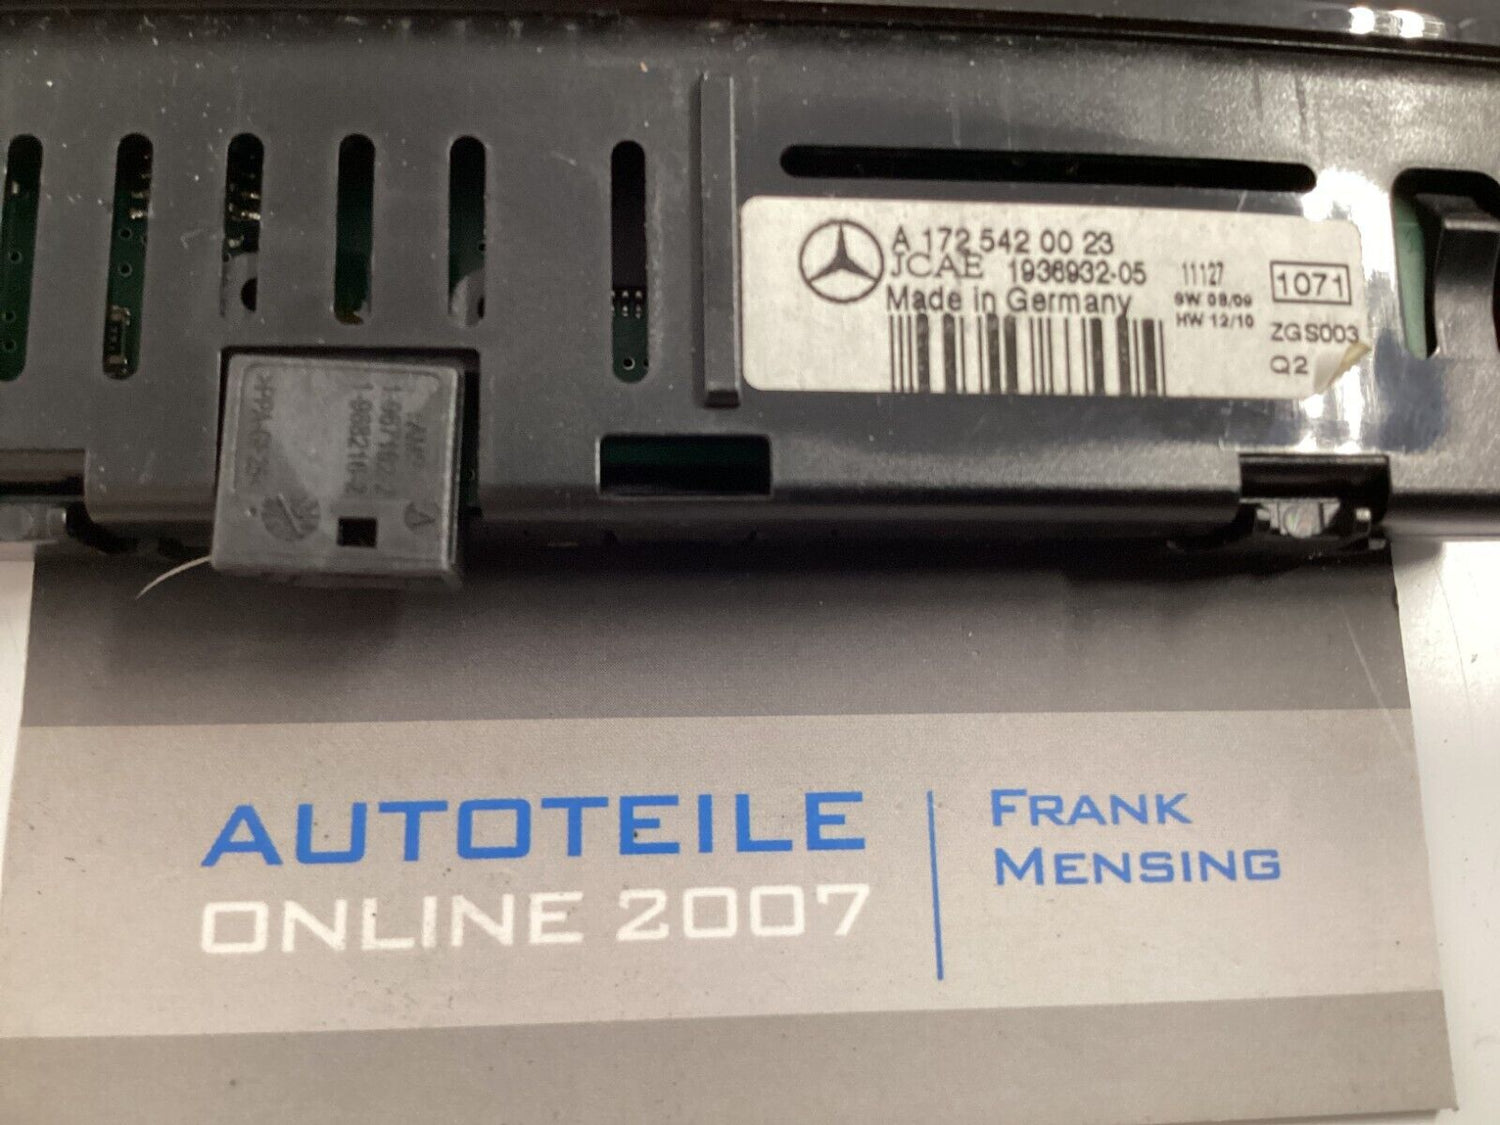 A 172 542 00 23
JCAE 1936932-05 11127
Made in Germany
SW 08/09
HW 12/10
1071
ZGS003
Q2
AMP
AUTOTEILE
ONLINE 2007
FRANK
MENSING